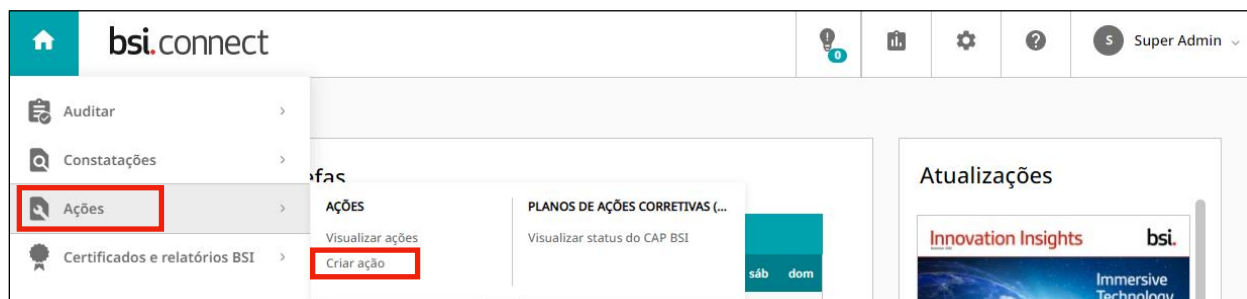 bsi.connect
0
S Super Admin
Auditar
Constatações
Ações
Certificados e relatórios BSI
AÇÕES
Visualizar ações
Criar ação
PLANOS DE AÇÕES CORRETIVAS (...
Visualizar status do CAP BSI
sáb dom
Atualizações
Innovation Insights
bsi.
Immersive
Technology